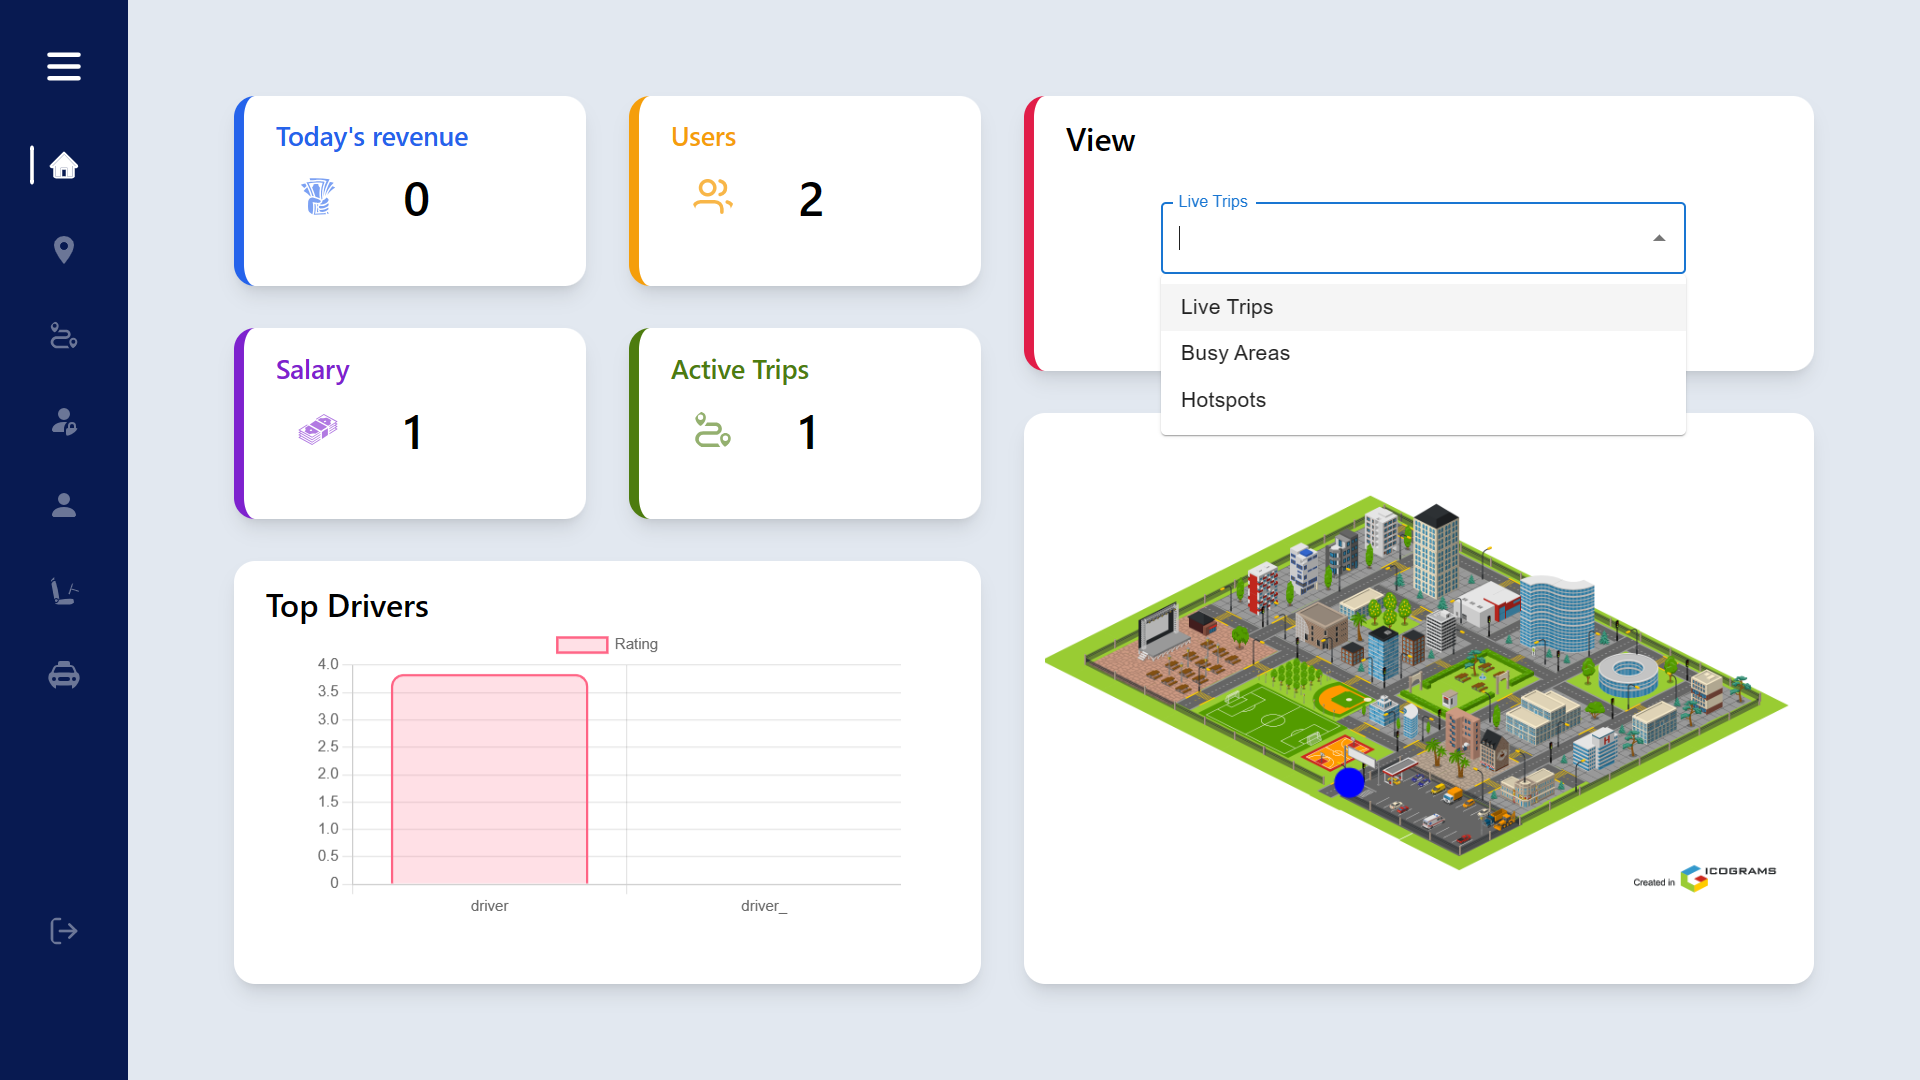 Today's revenue
0
Users
2
Salary
1
Active Trips
1
View
Live Trips
Live Trips
Busy Areas
Hotspots
Top Drivers
Rating
4.0
3.5
3.0
2.5
2.0
1.5
1.0
0.5
0
driver
driver_
Created in ICOGRAMS